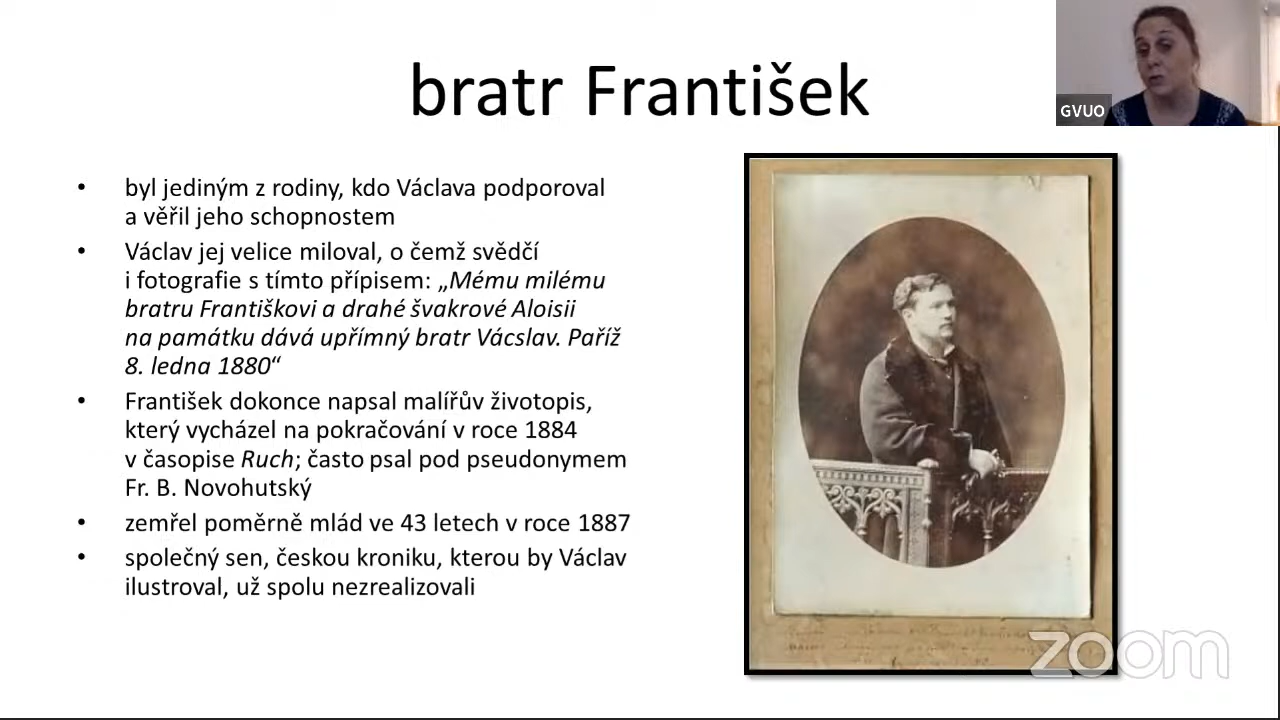 bratr František
GVUO
• byl jediným z rodiny, kdo Václava podporoval
a věřil jeho schopnostem
• Václav jej velice miloval, o čemž svědčí
i fotografie s tímto přípisem: „Mému milému
bratru Františkovi a drahé švakrové Aloisii
na památku dává upřímný bratr Vácslav. Paříž
8. ledna 1880“
• František dokonce napsal malířův životopis,
který vycházel na pokračování v roce 1884
v časopise Ruch; často psal pod pseudonymem
Fr. B. Novohutský
• zemřel poměrně mlád ve 43 letech v roce 1887
• společný sen, českou kroniku, kterou by Václav
ilustroval, už spolu nezrealizovali
zoom